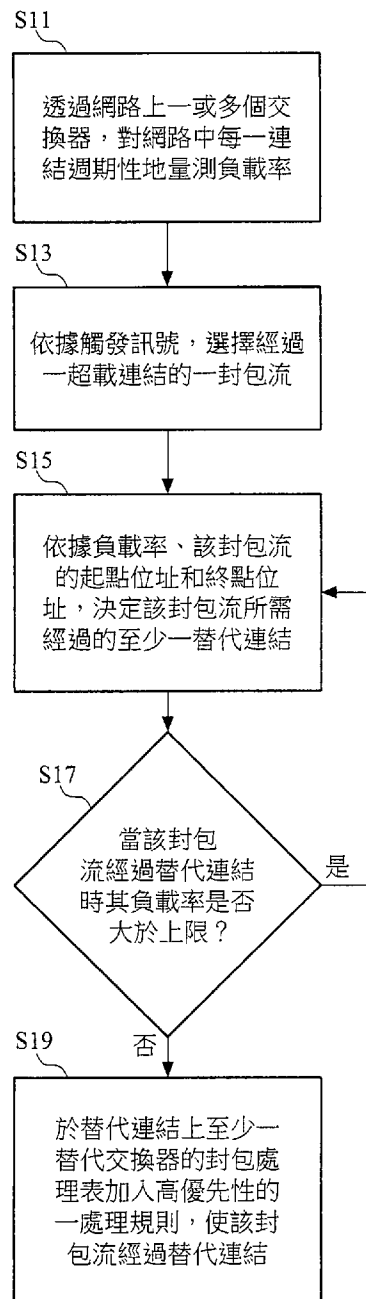 S11
透過網路上一或多個交
換器，對網路中每一連
結週期性地量測負載率
S13
依據觸發訊號，選擇經過
一超載連結的一封包流
S15
依據負載率、該封包流
的起點位址和終點位
址，決定該封包流所需
經過的至少一替代連結
S17
當該封包
流經過替代連結
時其負載率是否
大於上限？
是
否
S19
於替代連結上至少一
替代交換器的封包處
理表加入高優先性的
一處理規則，使該封
包流經過替代連結